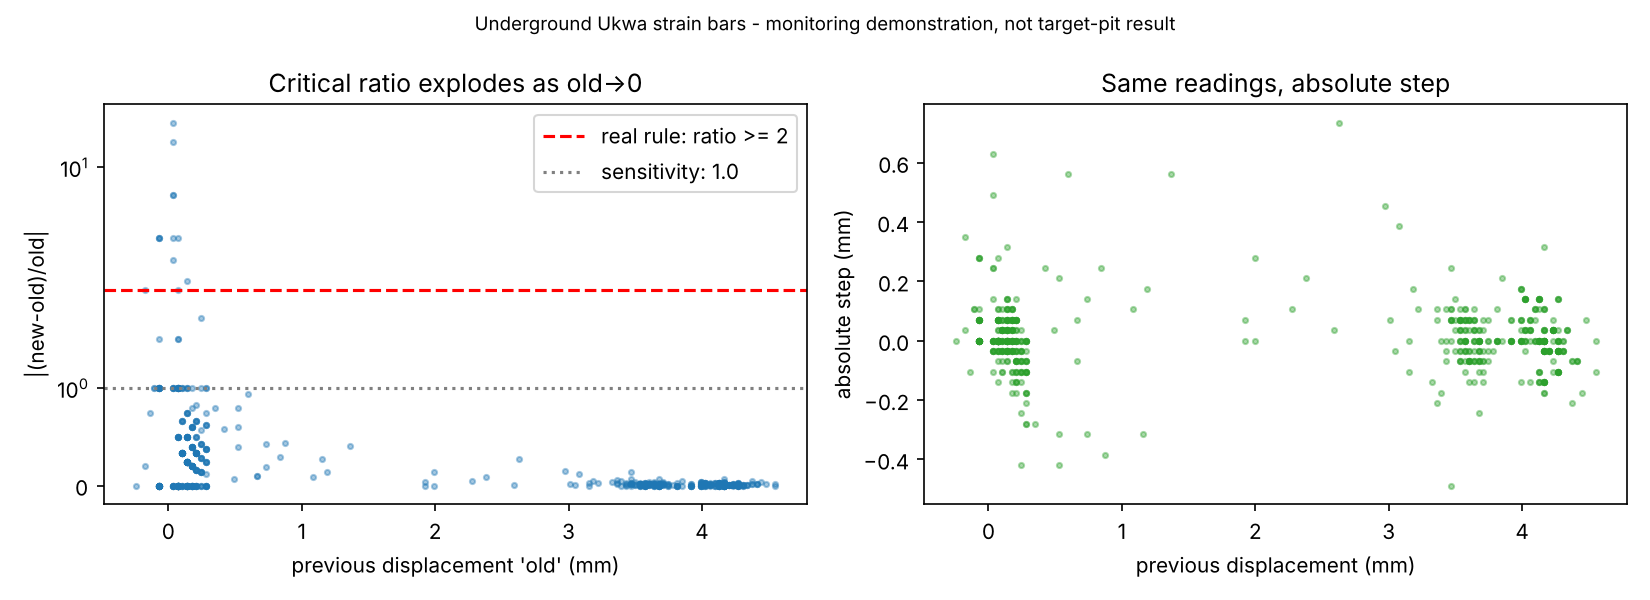 Underground Ukwa strain bars - monitoring demonstration, not target-pit result
Critical ratio explodes as old→0
|(new-old)/old|
10¹
10⁰
0
real rule: ratio >= 2
sensitivity: 1.0
0 1 2 3 4
previous displacement 'old' (mm)
Same readings, absolute step
absolute step (mm)
0.6
0.4
0.2
0.0
−0.2
−0.4
0 1 2 3 4
previous displacement (mm)